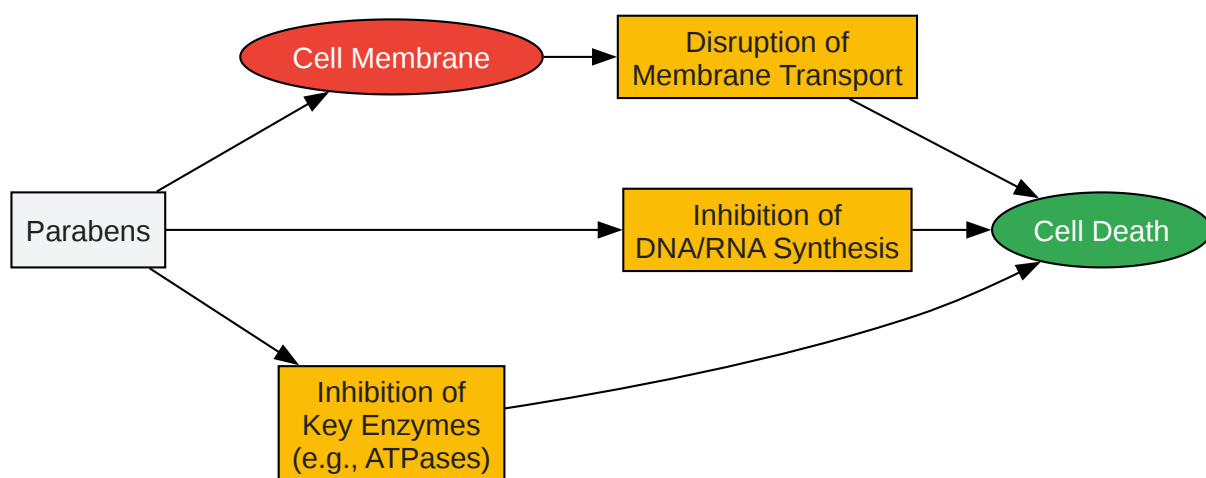 Cell Membrane
Disruption of
Membrane Transport
Parabens
Inhibition of
DNA/RNA Synthesis
Cell Death
Inhibition of
Key Enzymes
(e.g., ATPases)